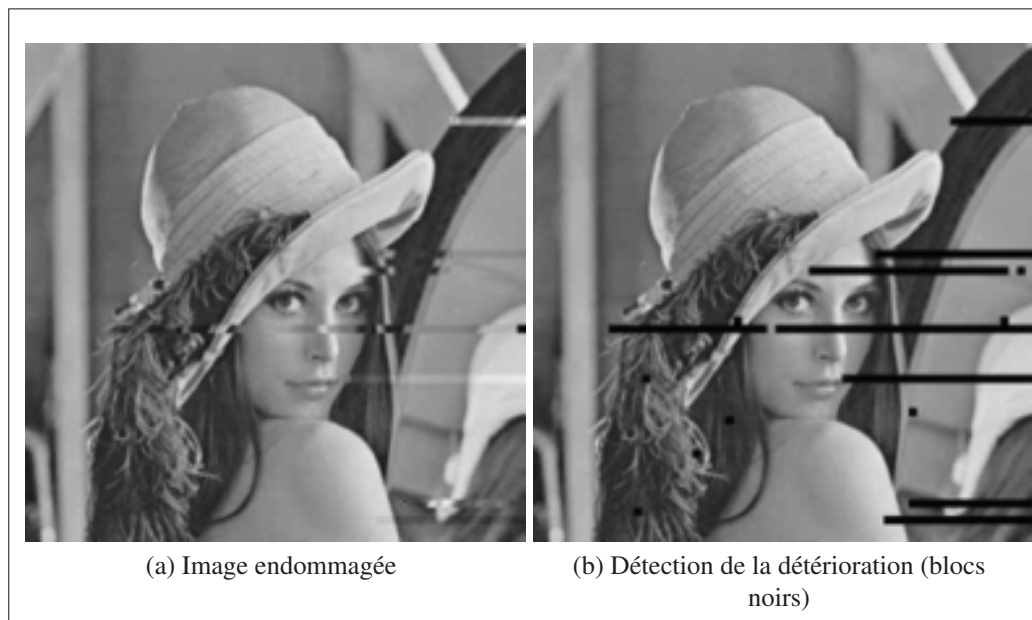 (a) Image endommagée
(b) Détection de la détérioration (blocs
noirs)